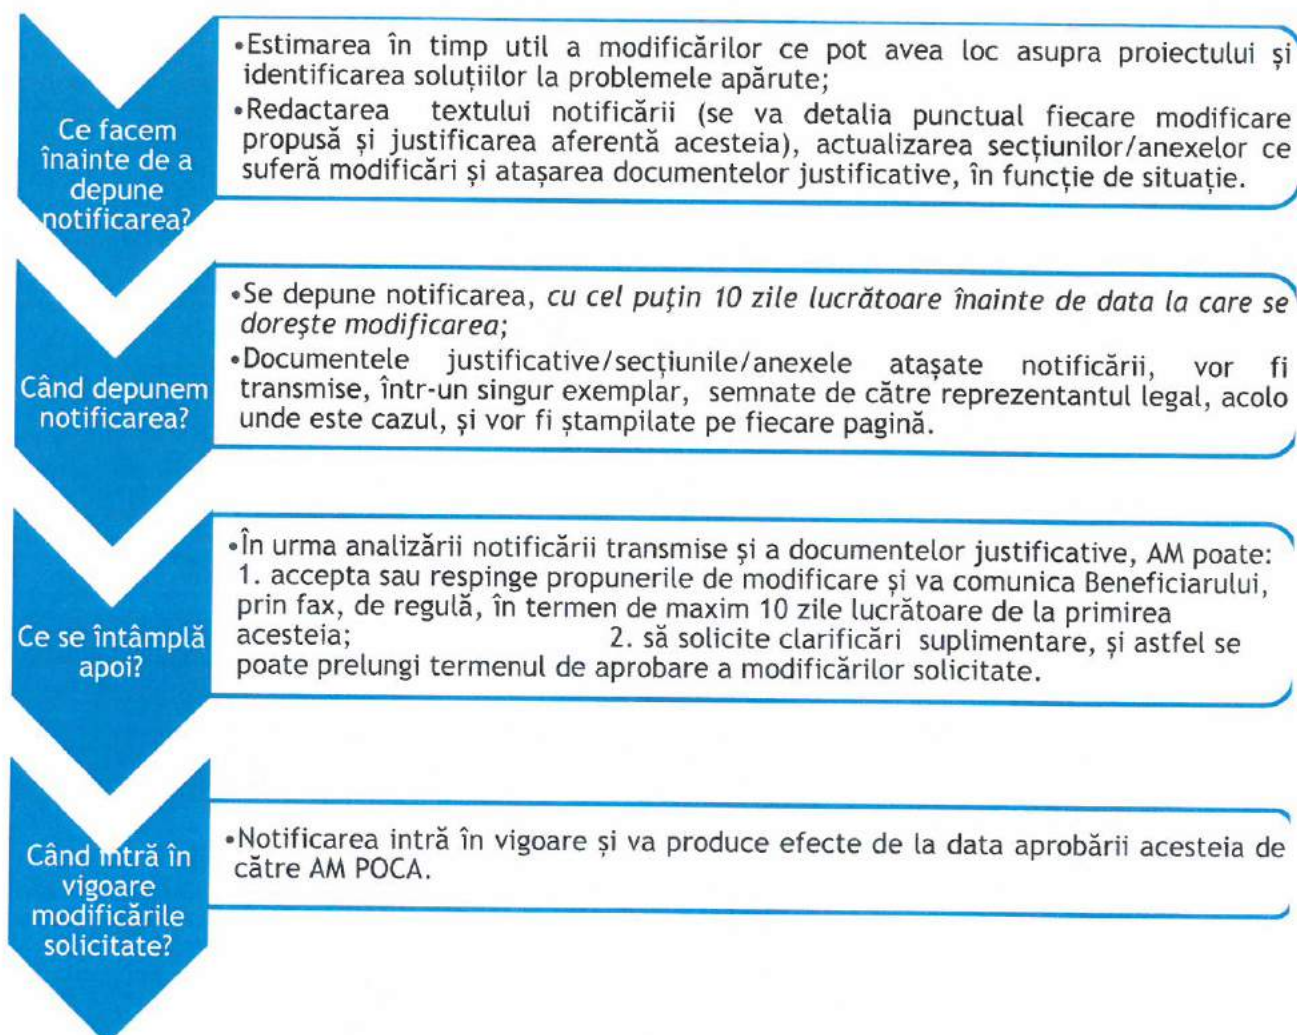 Ce facem
înainte de a
depune
notificarea?
•Estimarea în timp util a modificărilor ce pot avea loc asupra proiectului și
identificarea soluțiilor la problemele apărute;
•Redactarea textului notificării (se va detalia punctual fiecare modificare
propusă și justificarea aferentă acesteia), actualizarea secțiunilor/anexelor ce
suferă modificări și atașarea documentelor justificative, în funcție de situație.
Când depunem
notificarea?
•Se depune notificarea, cu cel puțin 10 zile lucrătoare înainte de data la care se
dorește modificarea;
•Documentele justificative/secțiunile/anexele atașate notificării, vor fi
transmise, într-un singur exemplar, semnate de către reprezentantul legal, acolo
unde este cazul, și vor fi ștampilate pe fiecare pagină.
Ce se întâmplă
apoi?
•În urma analizării notificării transmise și a documentelor justificative, AM poate:
1. accepta sau respinge propunerile de modificare și va comunica Beneficiarului,
prin fax, de regulă, în termen de maxim 10 zile lucrătoare de la primirea
acesteia; 2. să solicite clarificări suplimentare, și astfel se
poate prelungi termenul de aprobare a modificărilor solicitate.
Când intră în
vigoare
modificările
solicitate?
•Notificarea intră în vigoare și va produce efecte de la data aprobării acesteia de
către AM POCA.